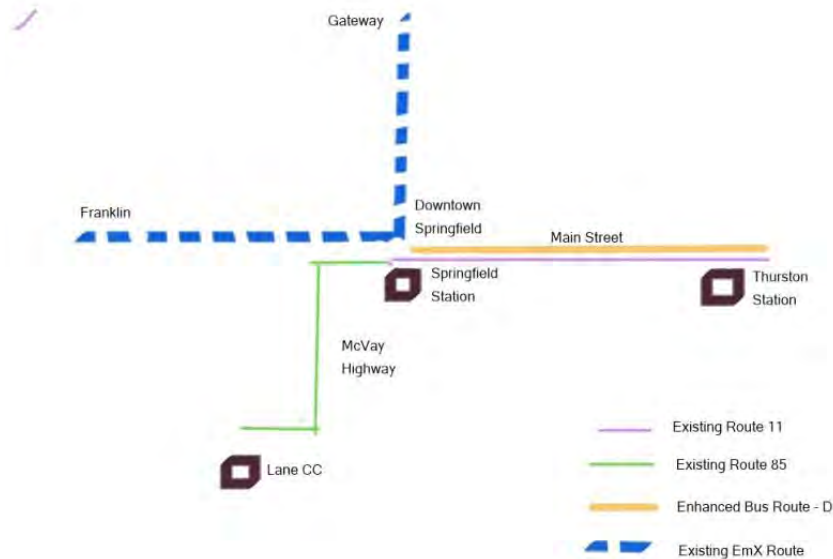 Gateway
Franklin
Downtown
Springfield
Main Street
Springfield
Station
Thurston
Station
McVay
Highway
Lane CC
Existing Route 11
Existing Route 85
Enhanced Bus Route - D
Existing EmX Route